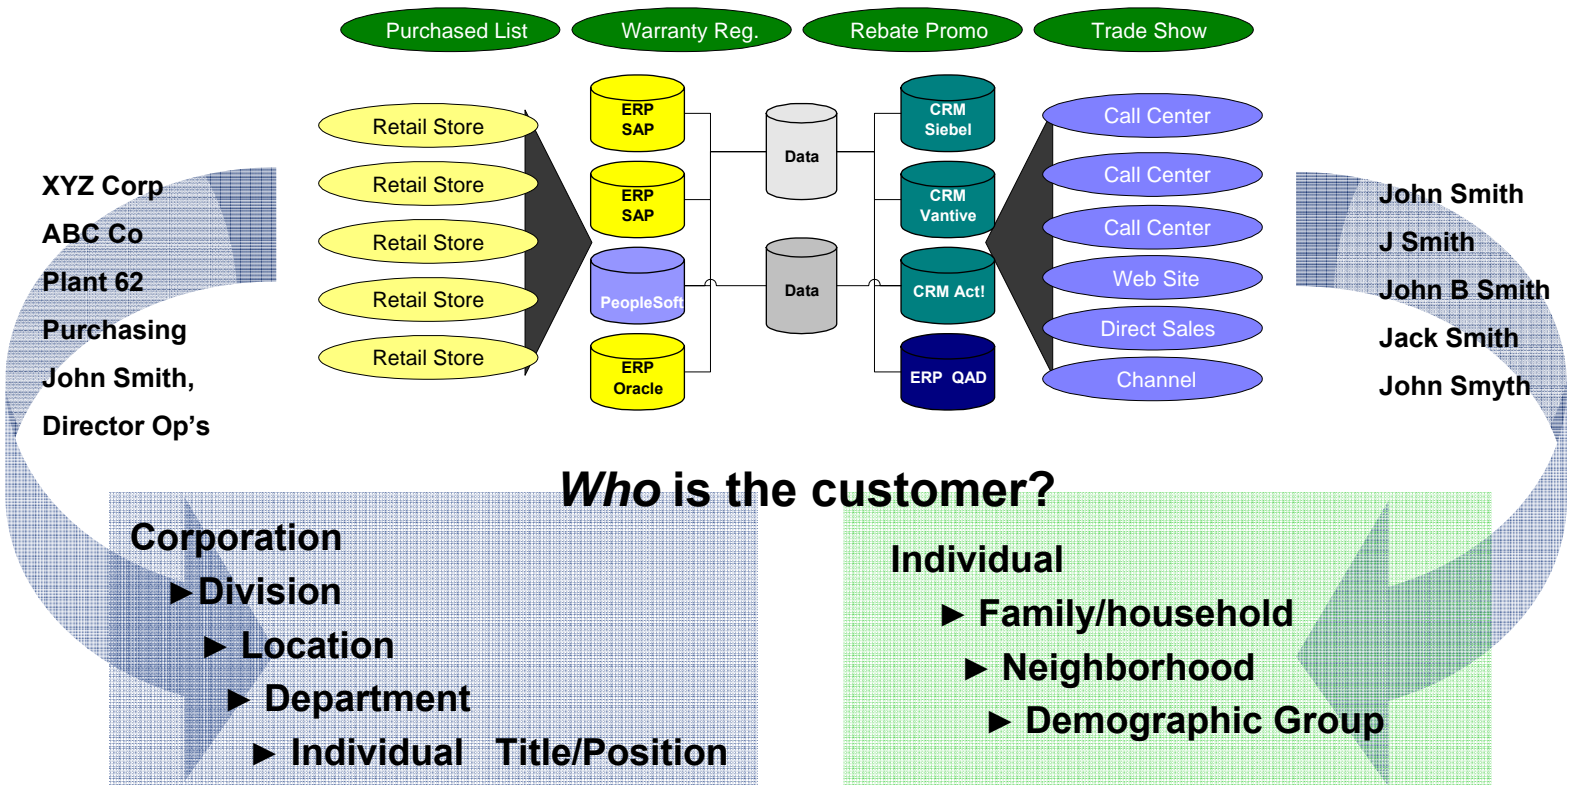 Purchased List
Warranty Reg.
Rebate Promo
Trade Show
Retail Store
Retail Store
Retail Store
Retail Store
Retail Store
ERP
SAP
ERP
SAP
PeopleSoft
ERP
Oracle
Data
Data
CRM
Siebel
CRM
Vantive
CRM Act!
ERP QAD
Call Center
Call Center
Call Center
Web Site
Direct Sales
Channel
XYZ Corp
ABC Co
Plant 62
Purchasing
John Smith,
Director Op’s
John Smith
J Smith
John B Smith
Jack Smith
John Smyth
Who is the customer?
Corporation
►Division
► Location
► Department
► Individual Title/Position
Individual
► Family/household
► Neighborhood
► Demographic Group